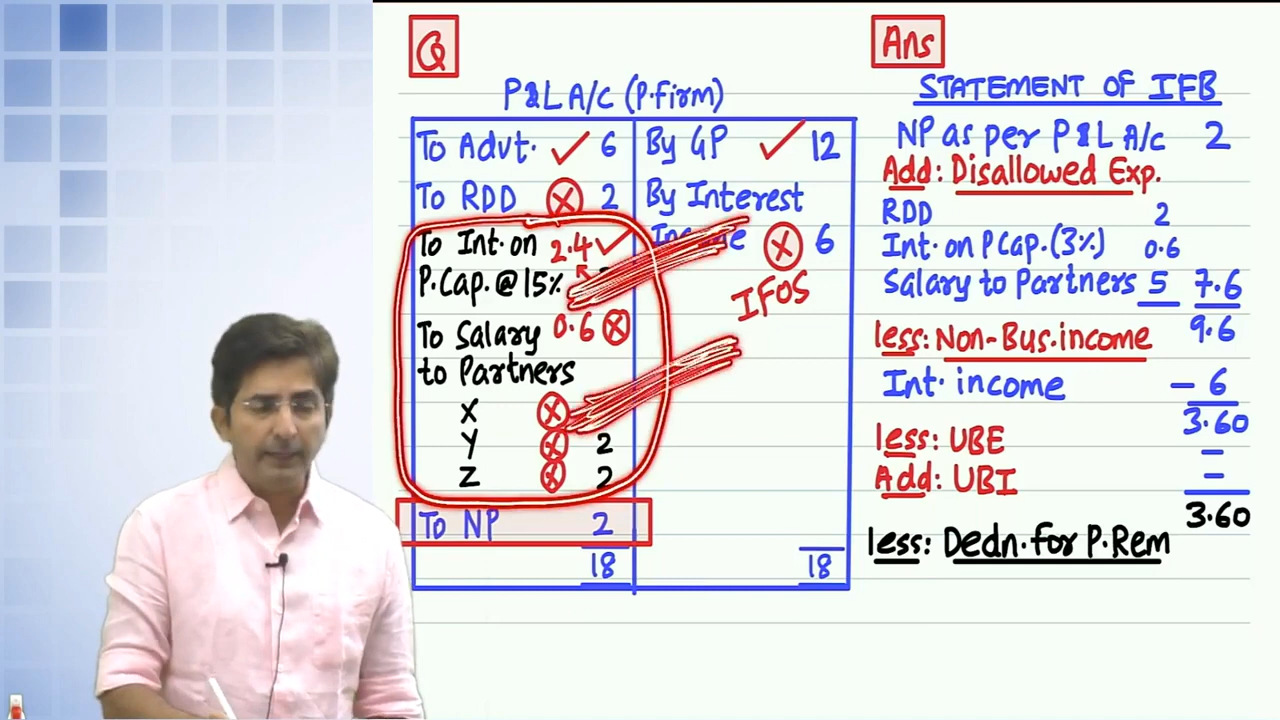 Q
P&L A/C (P.firm)
To Advt. 6
By GP 12
To RDD 2
By Interest
Income 6
IFOS
To Int. on 2.4
P.Cap.@15%
To Salary 0.6
to Partners
X
Y 2
Z 2
To NP 2
18
18
Ans
STATEMENT OF IFB
NP as per P&L A/c 2
Add: Disallowed Exp.
RDD 2
Int. on P Cap. (3%) 0.6
Salary to Partners 5 7.6
9.6
less: Non-Bus.income
Int. income - 6
3.60
less: UBE -
Add: UBI -
3.60
less: Dedn. for P.Rem